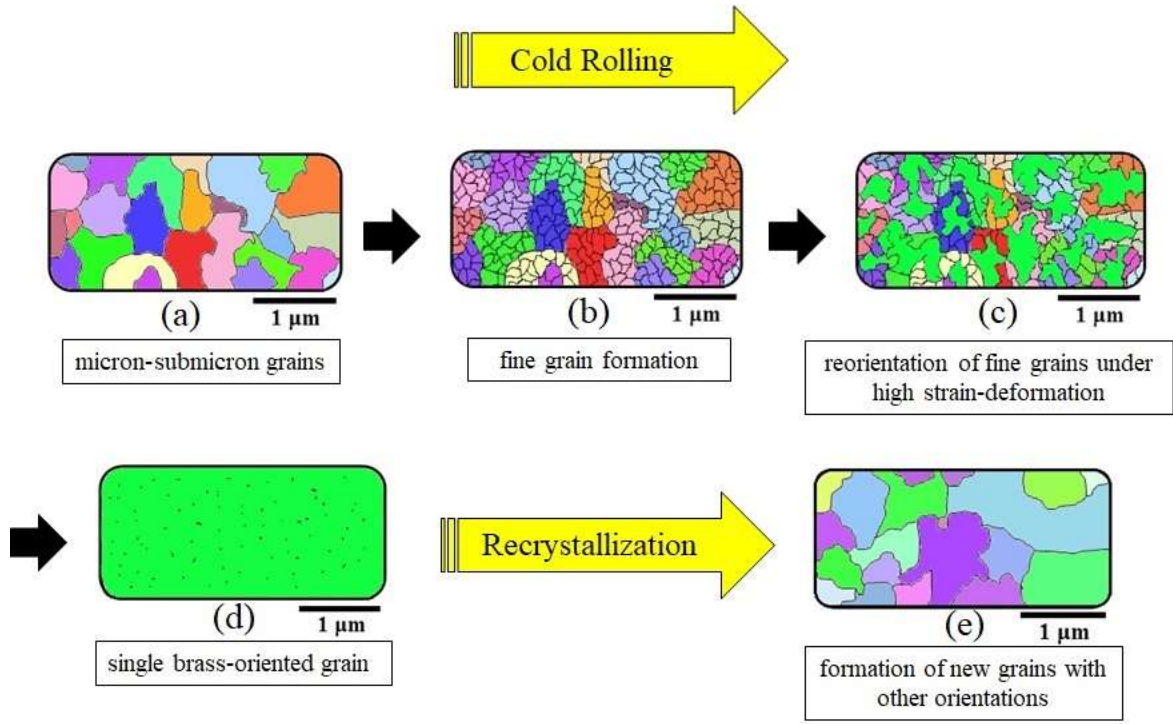 Cold Rolling
(a)
1 μm
micron-submicron grains
(b)
1 μm
fine grain formation
(c)
1 μm
reorientation of fine grains under
high strain-deformation
(d)
1 μm
single brass-oriented grain
Recrystallization
(e)
1 μm
formation of new grains with
other orientations